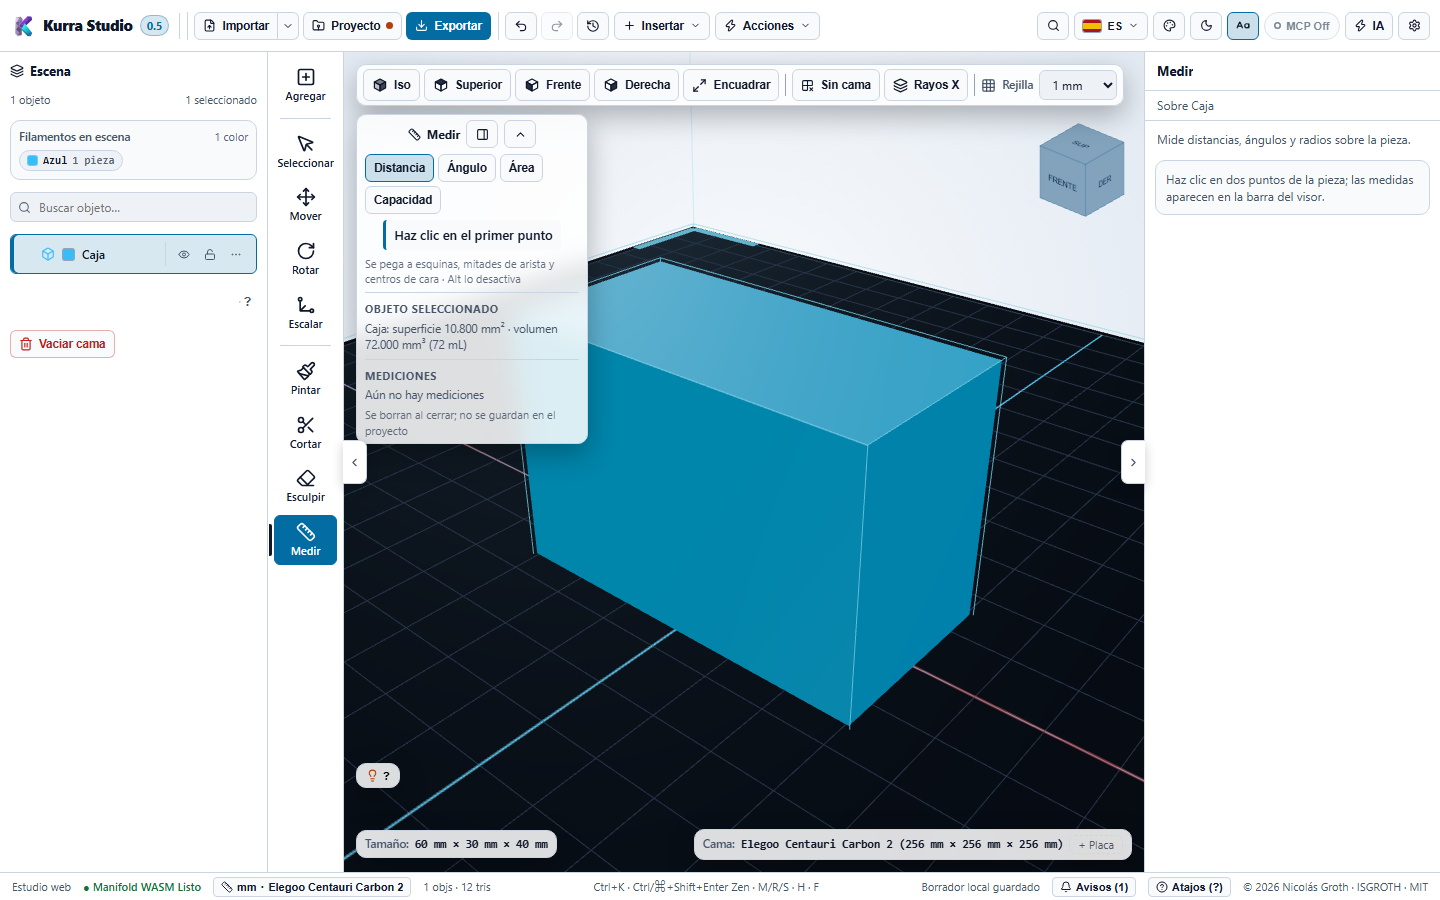 Kurra Studio 0.5 Importar Proyecto Exportar Insertar Acciones ES Aa MCP Off IA
Escena
1 objeto 1 seleccionado
Filamentos en escena 1 color
Azul 1 pieza
Buscar objeto...
Caja
?
Vaciar cama
Agregar
Seleccionar
Mover
Rotar
Escalar
Pintar
Cortar
Esculpir
Medir
Iso Superior Frente Derecha Encuadrar Sin cama Rayos X Rejilla 1 mm
Medir
Distancia Ángulo Área
Capacidad
Haz clic en el primer punto
Se pega a esquinas, mitades de arista y
centros de cara · Alt lo desactiva
OBJETO SELECCIONADO
Caja: superficie 10.800 mm² · volumen
72.000 mm³ (72 mL)
MEDICIONES
Aún no hay mediciones
Se borran al cerrar; no se guardan en el
proyecto
SUP
FRENTE DER
?
Tamaño: 60 mm × 30 mm × 40 mm
Cama: Elegoo Centauri Carbon 2 (256 mm × 256 mm × 256 mm) + Placa
Medir
Sobre Caja
Mide distancias, ángulos y radios sobre la pieza.
Haz clic en dos puntos de la pieza; las medidas
aparecen en la barra del visor.
Estudio web Manifold WASM Listo mm · Elegoo Centauri Carbon 2 1 objs · 12 tris Ctrl+K · Ctrl/⌘+Shift+Enter Zen · M/R/S · H · F Borrador local guardado Avisos (1) Atajos (?) © 2026 Nicolás Groth · ISGROTH · MIT